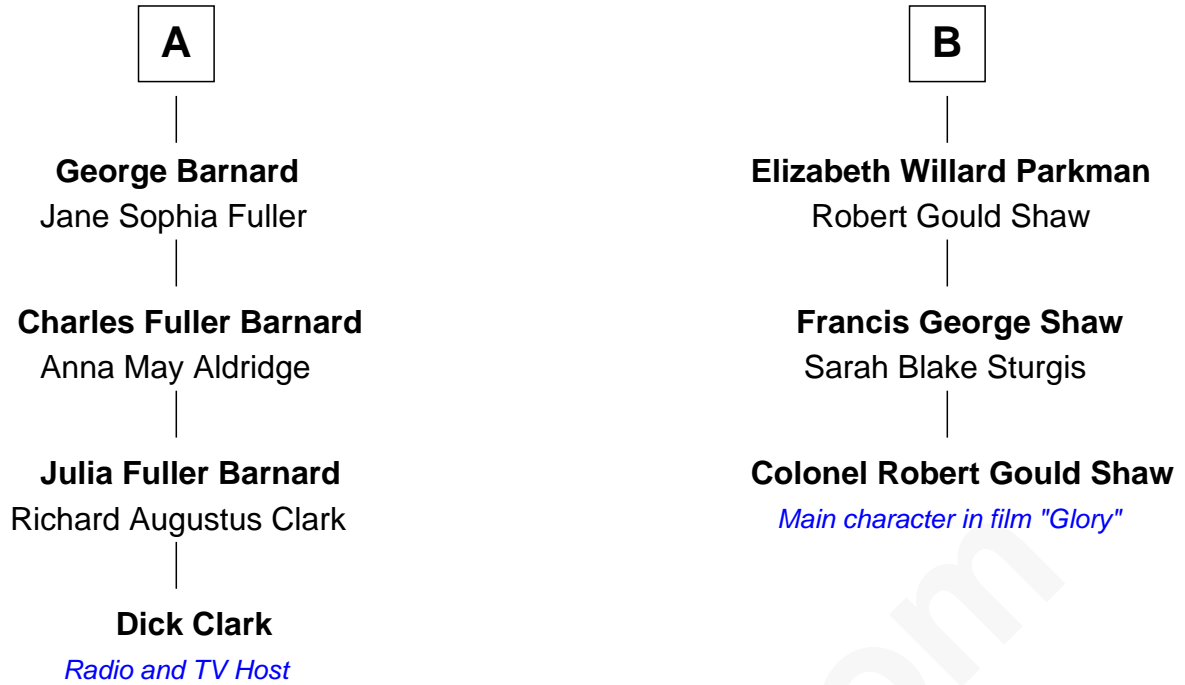 A
George Barnard
Jane Sophia Fuller
Charles Fuller Barnard
Anna May Aldridge
Julia Fuller Barnard
Richard Augustus Clark
Dick Clark
Radio and TV Host
B
Elizabeth Willard Parkman
Robert Gould Shaw
Francis George Shaw
Sarah Blake Sturgis
Colonel Robert Gould Shaw
Main character in film "Glory"
om